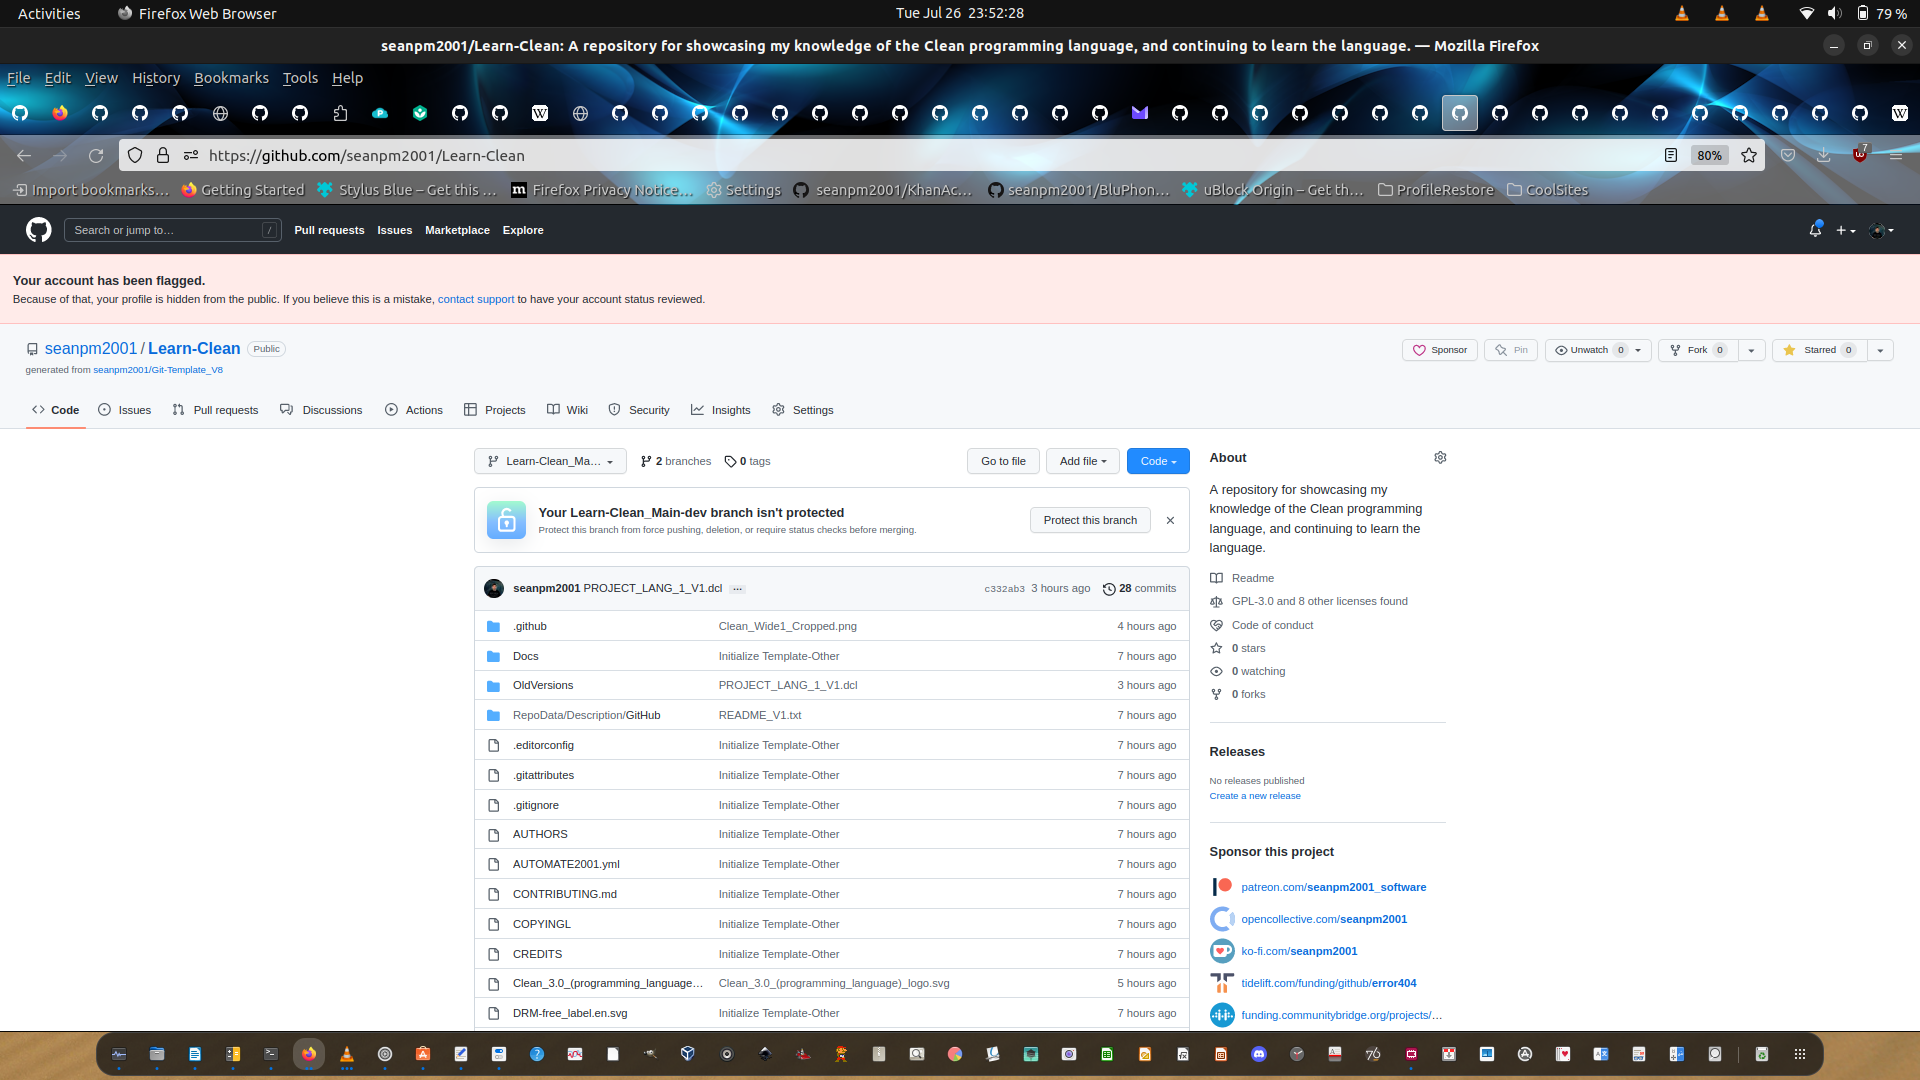 Activities Firefox Web Browser Tue Jul 26 23:52:28 79 %
seanpm2001/Learn-Clean: A repository for showcasing my knowledge of the Clean programming language, and continuing to learn the language. — Mozilla Firefox
File Edit View History Bookmarks Tools Help
https://github.com/seanpm2001/Learn-Clean 80% 7
Import bookmarks… Getting Started Stylus Blue – Get this … Firefox Privacy Notice… Settings seanpm2001/KhanAc… seanpm2001/BluPhon… uBlock Origin – Get th… ProfileRestore CoolSites
Search or jump to… / Pull requests Issues Marketplace Explore
Your account has been flagged.
Because of that, your profile is hidden from the public. If you believe this is a mistake, contact support to have your account status reviewed.
seanpm2001 / Learn-Clean Public
Sponsor Pin Unwatch 0 Fork 0 Starred 0
generated from seanpm2001/Git-Template_V8
Code Issues Pull requests Discussions Actions Projects Wiki Security Insights Settings
Learn-Clean_Ma… 2 branches 0 tags Go to file Add file Code
Your Learn-Clean_Main-dev branch isn't protected
Protect this branch from force pushing, deletion, or require status checks before merging.
Protect this branch
seanpm2001 PROJECT_LANG_1_V1.dcl … c332ab3 3 hours ago 28 commits
.github Clean_Wide1_Cropped.png 4 hours ago
Docs Initialize Template-Other 7 hours ago
OldVersions PROJECT_LANG_1_V1.dcl 3 hours ago
RepoData/Description/GitHub README_V1.txt 7 hours ago
.editorconfig Initialize Template-Other 7 hours ago
.gitattributes Initialize Template-Other 7 hours ago
.gitignore Initialize Template-Other 7 hours ago
AUTHORS Initialize Template-Other 7 hours ago
AUTOMATE2001.yml Initialize Template-Other 7 hours ago
CONTRIBUTING.md Initialize Template-Other 7 hours ago
COPYINGL Initialize Template-Other 7 hours ago
CREDITS Initialize Template-Other 7 hours ago
Clean_3.0_(programming_language… Clean_3.0_(programming_language)_logo.svg 5 hours ago
DRM-free_label.en.svg Initialize Template-Other 7 hours ago
About
A repository for showcasing my
knowledge of the Clean programming
language, and continuing to learn the
language.
Readme
GPL-3.0 and 8 other licenses found
Code of conduct
0 stars
0 watching
0 forks
Releases
No releases published
Create a new release
Sponsor this project
patreon.com/seanpm2001_software
opencollective.com/seanpm2001
ko-fi.com/seanpm2001
tidelift.com/funding/github/error404
funding.communitybridge.org/projects/…